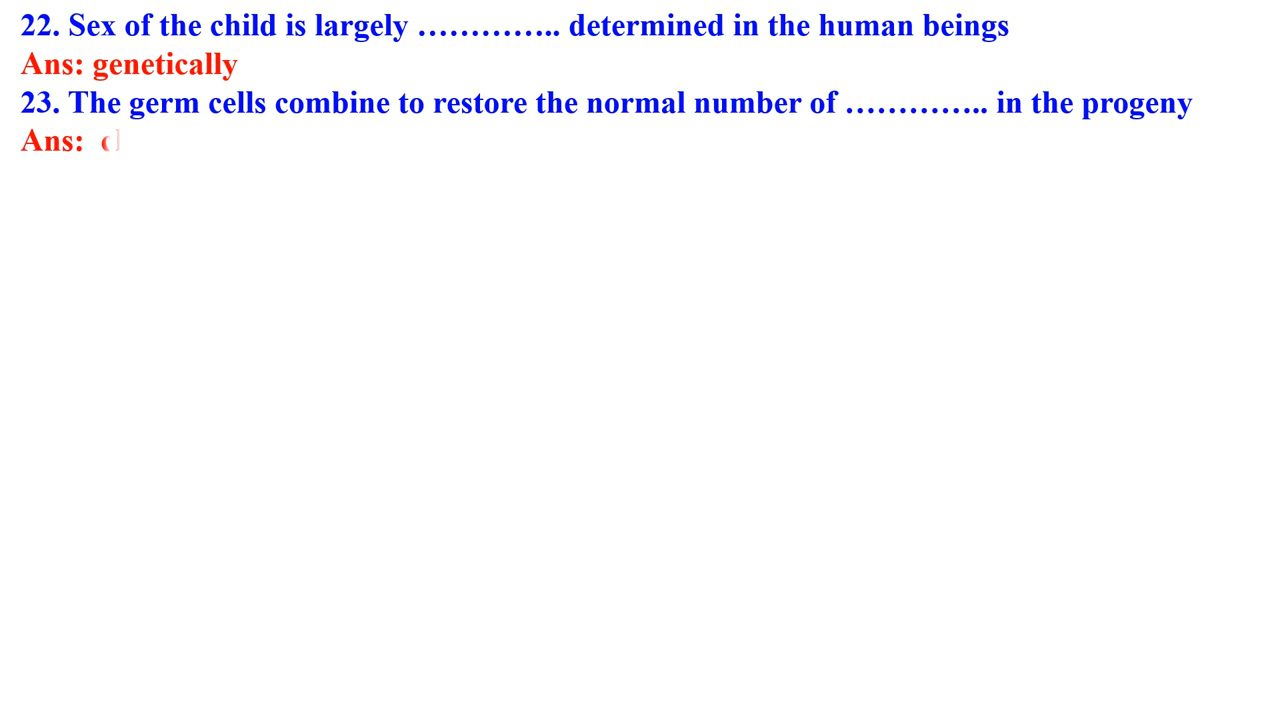 22. Sex of the child is largely ………….. determined in the human beings
Ans: genetically
23. The germ cells combine to restore the normal number of ………….. in the progeny
Ans: